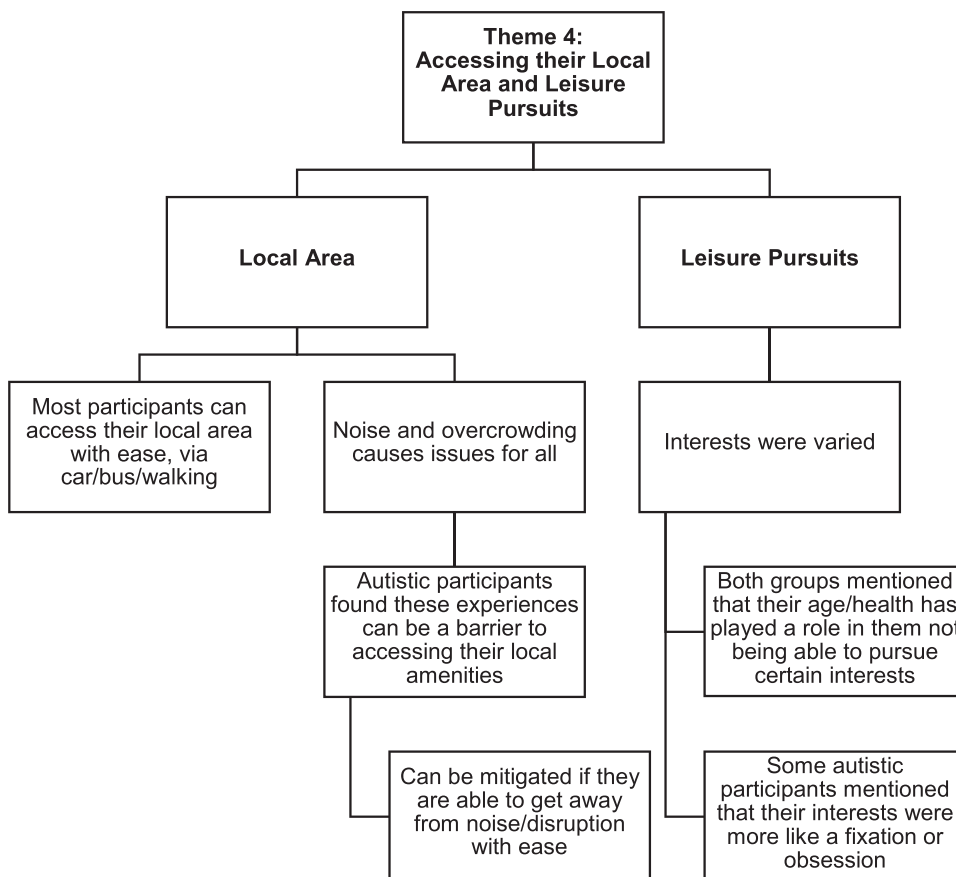 Theme 4:
Accessing their Local
Area and Leisure
Pursuits
Local Area
Leisure Pursuits
Most participants can
access their local area
with ease, via
car/bus/walking
Noise and overcrowding
causes issues for all
Interests were varied
Autistic participants
found these experiences
can be a barrier to
accessing their local
amenities
Both groups mentioned
that their age/health has
played a role in them not
being able to pursue
certain interests
Can be mitigated if they
are able to get away
from noise/disruption
with ease
Some autistic
participants mentioned
that their interests were
more like a fixation or
obsession